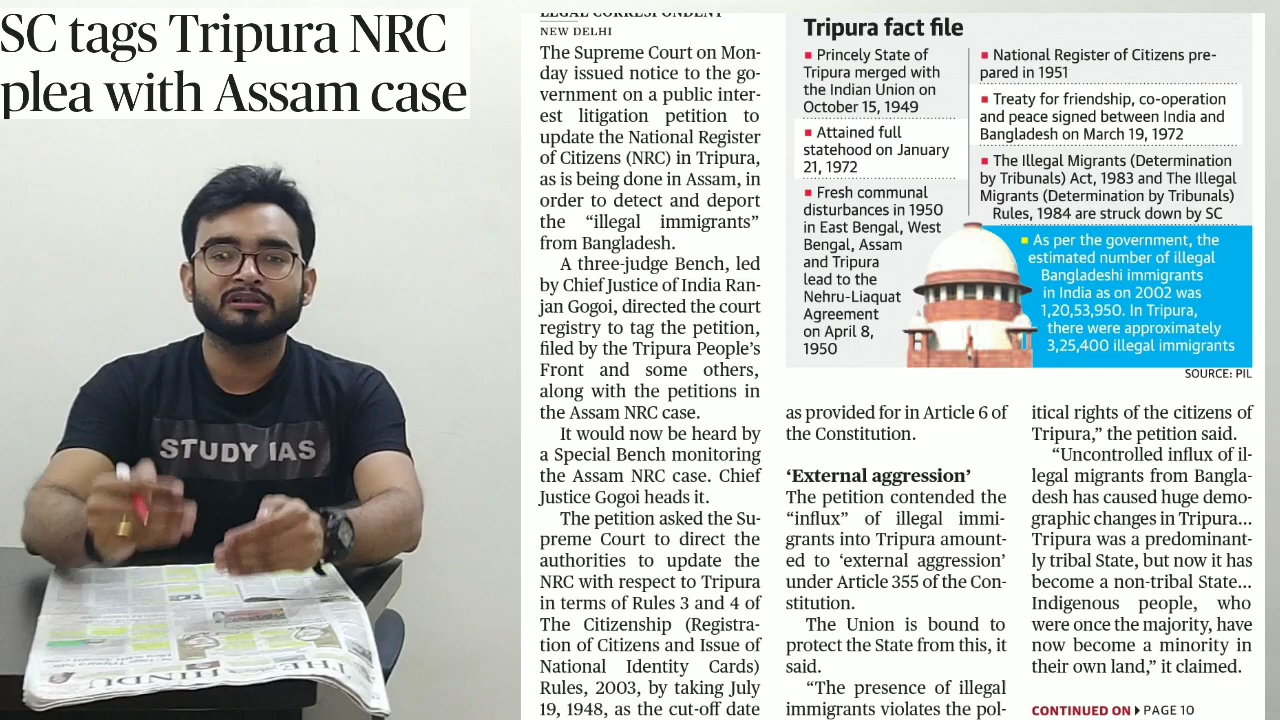 SC tags Tripura NRC
plea with Assam case
STUDY IAS
THE HINDU
LEGAL CORRESPONDENT
NEW DELHI
The Supreme Court on Mon-
day issued notice to the go-
vernment on a public inter-
est litigation petition to
update the National Register
of Citizens (NRC) in Tripura,
as is being done in Assam, in
order to detect and deport
the “illegal immigrants”
from Bangladesh.
A three-judge Bench, led
by Chief Justice of India Ran-
jan Gogoi, directed the court
registry to tag the petition,
filed by the Tripura People’s
Front and some others,
along with the petitions in
the Assam NRC case.
It would now be heard by
a Special Bench monitoring
the Assam NRC case. Chief
Justice Gogoi heads it.
The petition asked the Su-
preme Court to direct the
authorities to update the
NRC with respect to Tripura
in terms of Rules 3 and 4 of
The Citizenship (Registra-
tion of Citizens and Issue of
National Identity Cards)
Rules, 2003, by taking July
19, 1948, as the cut-off date
Tripura fact file
Princely State of
Tripura merged with
the Indian Union on
October 15, 1949
Attained full
statehood on January
21, 1972
Fresh communal
disturbances in 1950
in East Bengal, West
Bengal, Assam
and Tripura
lead to the
Nehru-Liaquat
Agreement
on April 8,
1950
National Register of Citizens pre-
pared in 1951
Treaty for friendship, co-operation
and peace signed between India and
Bangladesh on March 19, 1972
The Illegal Migrants (Determination
by Tribunals) Act, 1983 and The Illegal
Migrants (Determination by Tribunals)
Rules, 1984 are struck down by SC
As per the government, the
estimated number of illegal
Bangladeshi immigrants
in India as on 2002 was
1,20,53,950. In Tripura,
there were approximately
3,25,400 illegal immigrants
SOURCE: PIL
as provided for in Article 6 of
the Constitution.
‘External aggression’
The petition contended the
“influx” of illegal immi-
grants into Tripura amount-
ed to ‘external aggression’
under Article 355 of the Con-
stitution.
The Union is bound to
protect the State from this, it
said.
“The presence of illegal
immigrants violates the pol-
itical rights of the citizens of
Tripura,” the petition said.
“Uncontrolled influx of il-
legal migrants from Bangla-
desh has caused huge demo-
graphic changes in Tripura...
Tripura was a predominant-
ly tribal State, but now it has
become a non-tribal State...
Indigenous people, who
were once the majority, have
now become a minority in
their own land,” it claimed.
CONTINUED ON PAGE 10